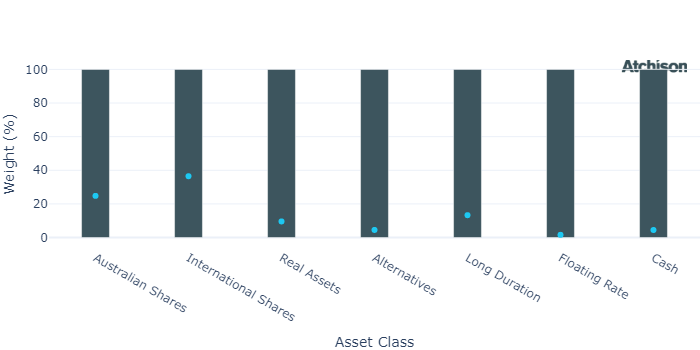 Atchison
100
80
60
40
20
0
Weight (%)
Australian Shares
International Shares
Real Assets
Alternatives
Long Duration
Floating Rate
Cash
Asset Class